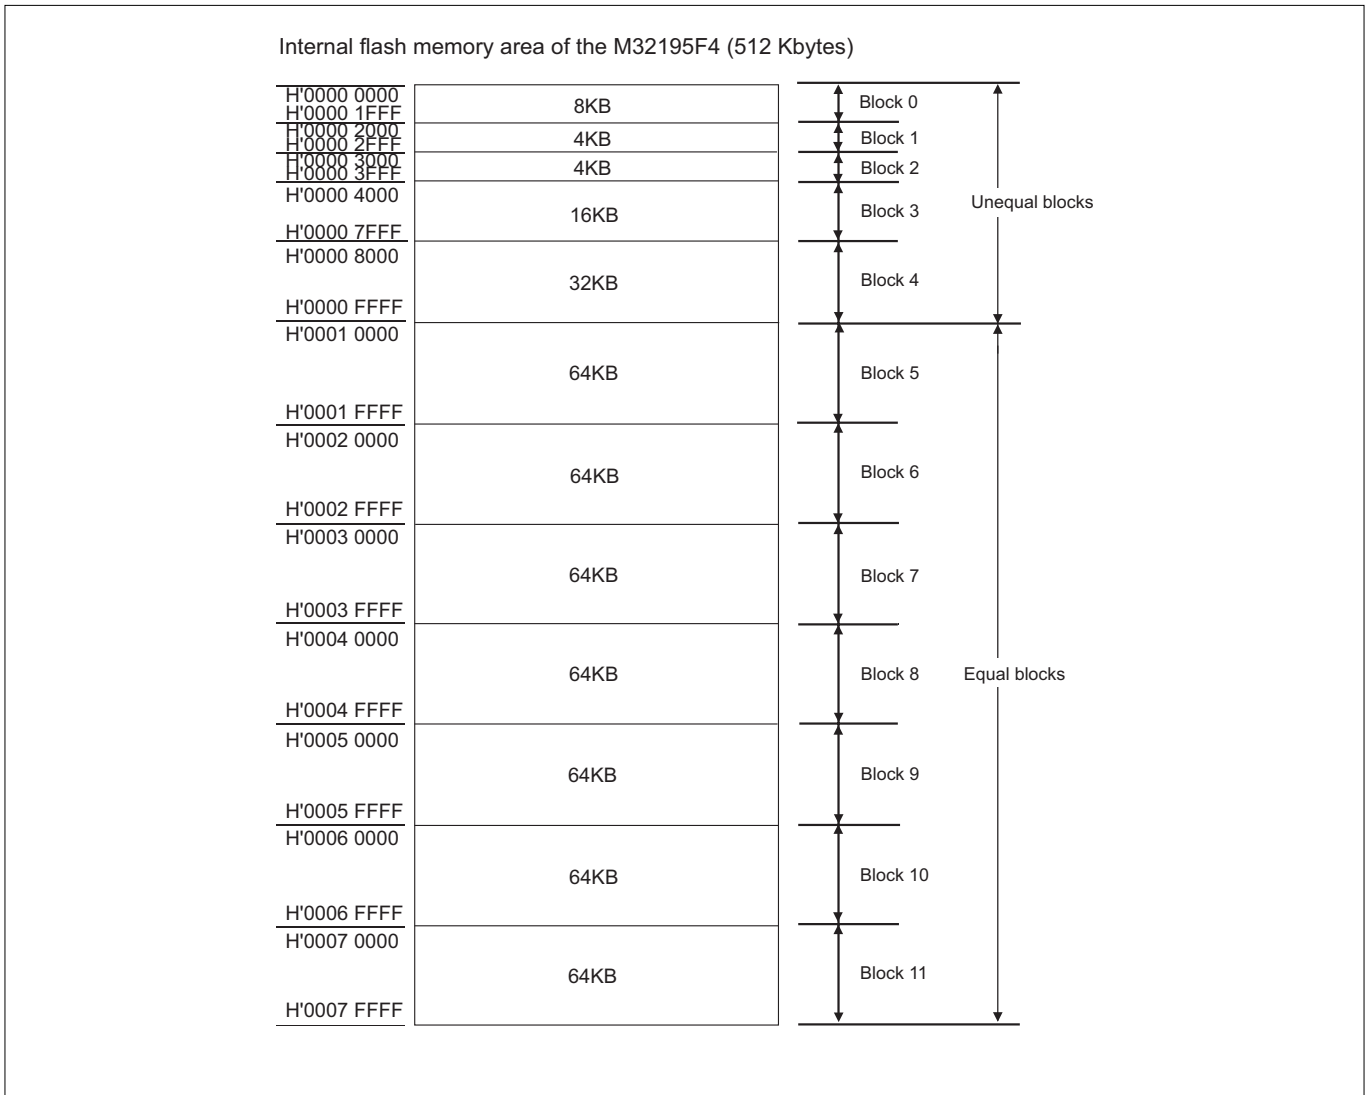 Internal flash memory area of the M32195F4 (512 Kbytes)
H'0000 0000
8KB
Block 0
H'0000 1FFF
H'0000 2000
4KB
Block 1
H'0000 2FFF
H'0000 3000
4KB
Block 2
H'0000 3FFF
H'0000 4000
16KB
Block 3
Unequal blocks
H'0000 7FFF
H'0000 8000
32KB
Block 4
H'0000 FFFF
H'0001 0000
64KB
Block 5
H'0001 FFFF
H'0002 0000
64KB
Block 6
H'0002 FFFF
H'0003 0000
64KB
Block 7
H'0003 FFFF
H'0004 0000
64KB
Block 8
Equal blocks
H'0004 FFFF
H'0005 0000
64KB
Block 9
H'0005 FFFF
H'0006 0000
64KB
Block 10
H'0006 FFFF
H'0007 0000
64KB
Block 11
H'0007 FFFF